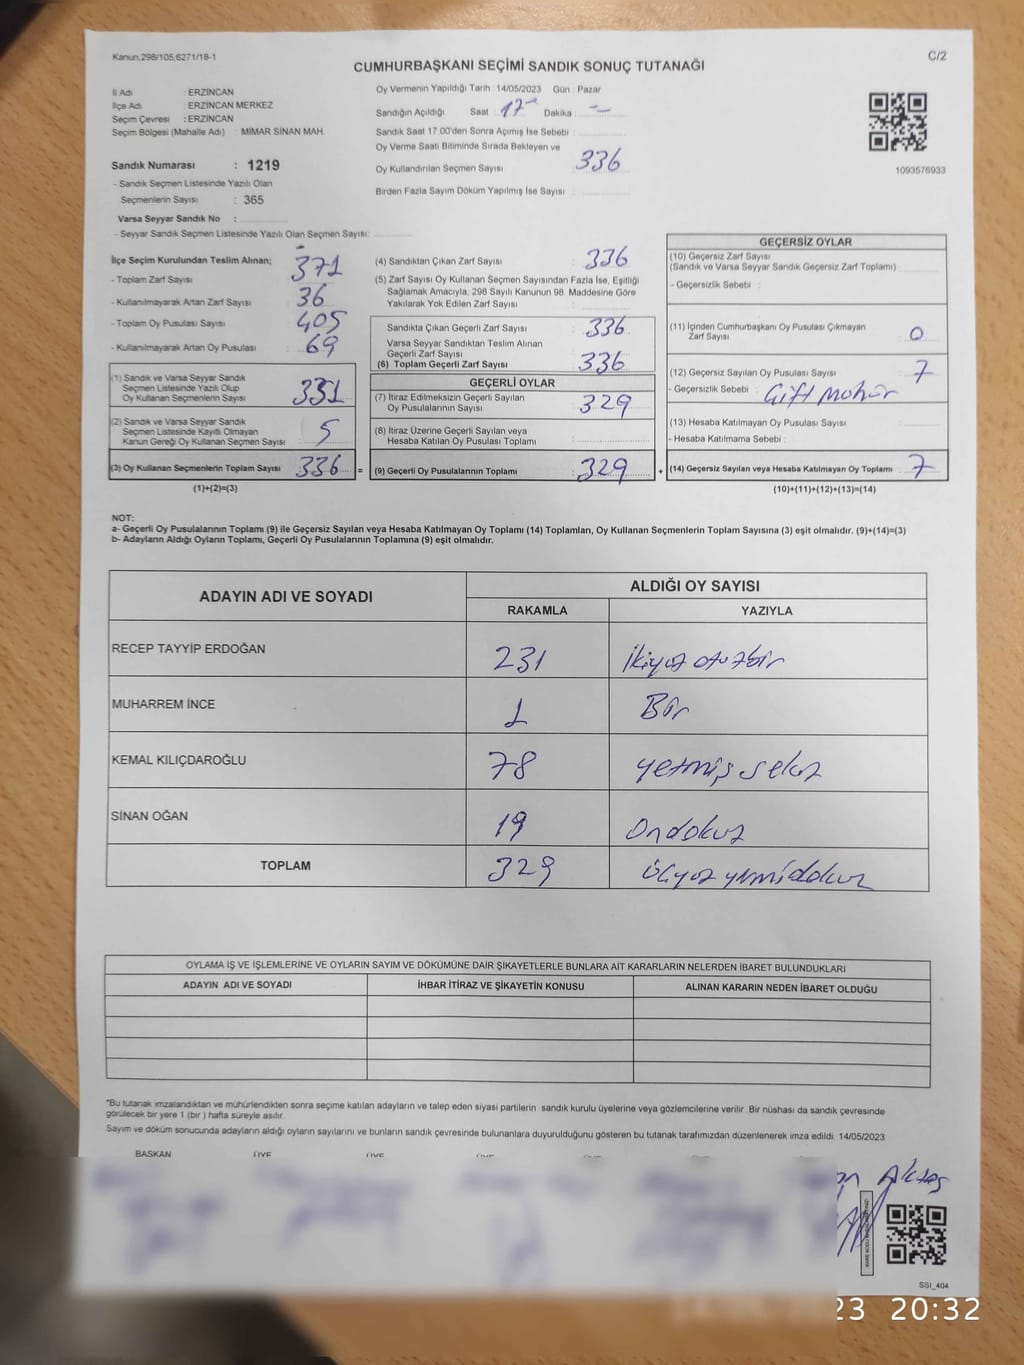 Kanun:298/105,6271/18-1
C/2
CUMHURBAŞKANI SEÇİMİ SANDIK SONUÇ TUTANAĞI
İl Adı : ERZİNCAN
İlçe Adı : ERZİNCAN MERKEZ
Seçim Çevresi : ERZİNCAN
Seçim Bölgesi (Mahalle Adı) : MİMAR SİNAN MAH.
Sandık Numarası : 1219
- Sandık Seçmen Listesinde Yazılı Olan
Seçmenlerin Sayısı : 365
Varsa Seyyar Sandık No :
- Seyyar Sandık Seçmen Listesinde Yazılı Olan Seçmen Sayısı:
Oy Vermenin Yapıldığı Tarih :14/05/2023 Gün : Pazar
Sandığın Açıldığı Saat : 17 Dakika :
Sandık Saat 17.00'den Sonra Açımış İse Sebebi :
Oy Verme Saati Bitiminde Sırada Bekleyen ve
Oy Kullandırılan Seçmen Sayısı : 336
Birden Fazla Sayım Döküm Yapılmış İse Sayısı :
1093576933
İlçe Seçim Kurulundan Teslim Alınan;
- Toplam Zarf Sayısı : 371
- Kullanılmayarak Artan Zarf Sayısı : 36
- Toplam Oy Pusulası Sayısı : 405
- Kullanılmayarak Artan Oy Pusulası : 69
(1) Sandık ve Varsa Seyyar Sandık
Seçmen Listesinde Yazılı Olup
Oy Kullanan Seçmenlerin Sayısı : 331
(2) Sandık ve Varsa Seyyar Sandık
Seçmen Listesinde Kayıtlı Olmayan
Kanun Gereği Oy Kullanan Seçmen Sayısı : 5
(3) Oy Kullanan Seçmenlerin Toplam Sayısı : 336 =
(1)+(2)=(3)
(4) Sandıktan Çıkan Zarf Sayısı : 336
(5) Zarf Sayısı Oy Kullanan Seçmen Sayısından Fazla İse, Eşitliği
Sağlamak Amacıyla, 298 Sayılı Kanunun 98. Maddesine Göre
Yakılarak Yok Edilen Zarf Sayısı :
Sandıkta Çıkan Geçerli Zarf Sayısı : 336
Varsa Seyyar Sandıktan Teslim Alınan
Geçerli Zarf Sayısı :
(6) Toplam Geçerli Zarf Sayısı : 336
GEÇERLİ OYLAR
(7) İtiraz Edilmeksizin Geçerli Sayılan
Oy Pusulalarının Sayısı : 329
(8) İtiraz Üzerine Geçerli Sayılan veya
Hesaba Katılan Oy Pusulası Toplamı :
(9) Geçerli Oy Pusulalarının Toplamı : 329 +
GEÇERSİZ OYLAR
(10) Geçersiz Zarf Sayısı
(Sandık ve Varsa Seyyar Sandık Geçersiz Zarf Toplamı) :
- Geçersizlik Sebebi :
(11) İçinden Cumhurbaşkanı Oy Pusulası Çıkmayan
Zarf Sayısı : 0
(12) Geçersiz Sayılan Oy Pusulası Sayısı : 7
- Geçersizlik Sebebi : Çift Mühür
(13) Hesaba Katılmayan Oy Pusulası Sayısı :
- Hesaba Katılmama Sebebi :
(14) Geçersiz Sayılan veya Hesaba Katılmayan Oy Toplamı : 7
(10)+(11)+(12)+(13)=(14)
NOT:
a- Geçerli Oy Pusulalarının Toplamı (9) ile Geçersiz Sayılan veya Hesaba Katılmayan Oy Toplamı (14) Toplamları, Oy Kullanan Seçmenlerin Toplam Sayısına (3) eşit olmalıdır. (9)+(14)=(3)
b- Adayların Aldığı Oyların Toplamı, Geçerli Oy Pusulalarının Toplamına (9) eşit olmalıdır.
ADAYIN ADI VE SOYADI ALDIĞI OY SAYISI
RAKAMLA YAZIYLA
RECEP TAYYİP ERDOĞAN 231 ikiyüz otuzbir
MUHARREM İNCE 1 Bir
KEMAL KILIÇDAROĞLU 78 yetmiş sekiz
SİNAN OĞAN 19 Ondokuz
TOPLAM 329 üçyüz yirmidokuz
OYLAMA İŞ VE İŞLEMLERİNE VE OYLARIN SAYIM VE DÖKÜMÜNE DAİR ŞİKAYETLERLE BUNLARA AİT KARARLARIN NELERDEN İBARET BULUNDUKLARI
ADAYIN ADI VE SOYADI İHBAR İTİRAZ VE ŞİKAYETİN KONUSU ALINAN KARARIN NEDEN İBARET OLDUĞU
"Bu tutanak imzalandıktan ve mühürlendikten sonra seçime katılan adayların ve talep eden siyasi partilerin sandık kurulu üyelerine veya gözlemcilerine verilir .Bir nüshası da sandık çevresinde
görülecek bir yere 1 (bir ) hafta süreyle asılır.
Sayım ve döküm sonucunda adayların aldığı oyların sayılarını ve bunların sandık çevresinde bulunanlara duyurulduğunu gösteren bu tutanak tarafımızdan düzenlenerek imza edildi. 14/05/2023
BAŞKAN ÜYE ÜYE ÜYE
Aktaş
SSI_404
23 20:32